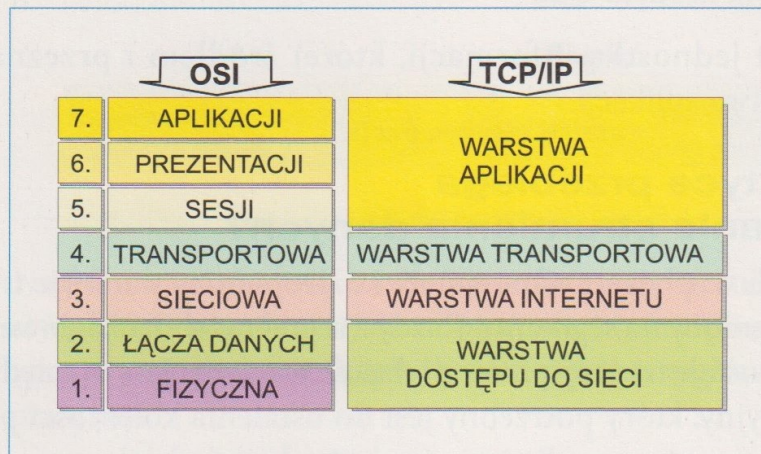 OSI TCP/IP
7. APLIKACJI
6. PREZENTACJI
5. SESJI
WARSTWA
APLIKACJI
4. TRANSPORTOWA WARSTWA TRANSPORTOWA
3. SIECIOWA WARSTWA INTERNETU
2. ŁĄCZA DANYCH
1. FIZYCZNA
WARSTWA
DOSTĘPU DO SIECI